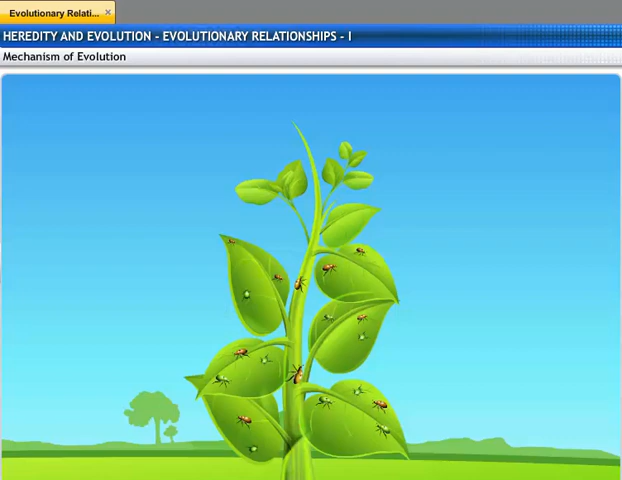 Evolutionary Relati...
HEREDITY AND EVOLUTION - EVOLUTIONARY RELATIONSHIPS - I
Mechanism of Evolution